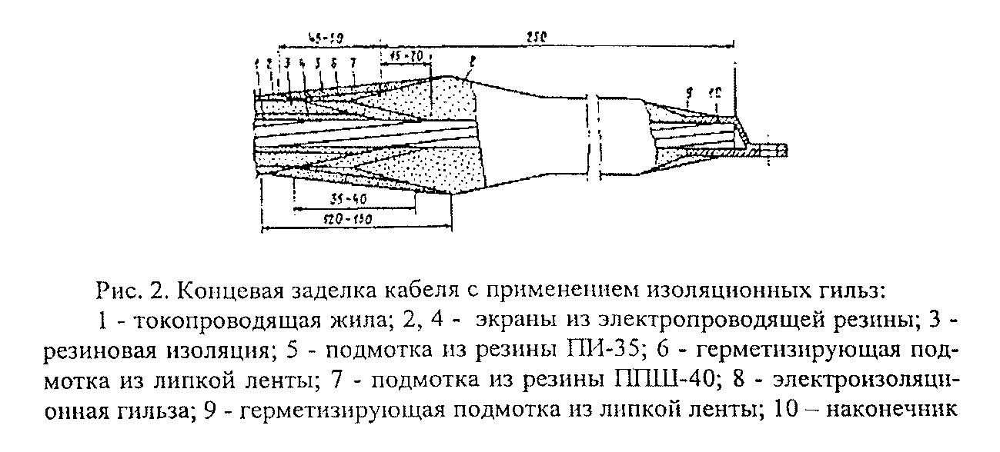 45-50
250
15-20
1 2 3 4 5 6 7
8
9 10
35-40
120-130
Рис. 2. Концевая заделка кабеля с применением изоляционных гильз:
1 - токопроводящая жила; 2, 4 - экраны из электропроводящей резины; 3 -
резиновая изоляция; 5 - подмотка из резины ПИ-35; 6 - герметизирующая под-
мотка из липкой ленты; 7 - подмотка из резины ППШ-40; 8 - электроизоляци-
онная гильза; 9 - герметизирующая подмотка из липкой ленты; 10 – наконечник